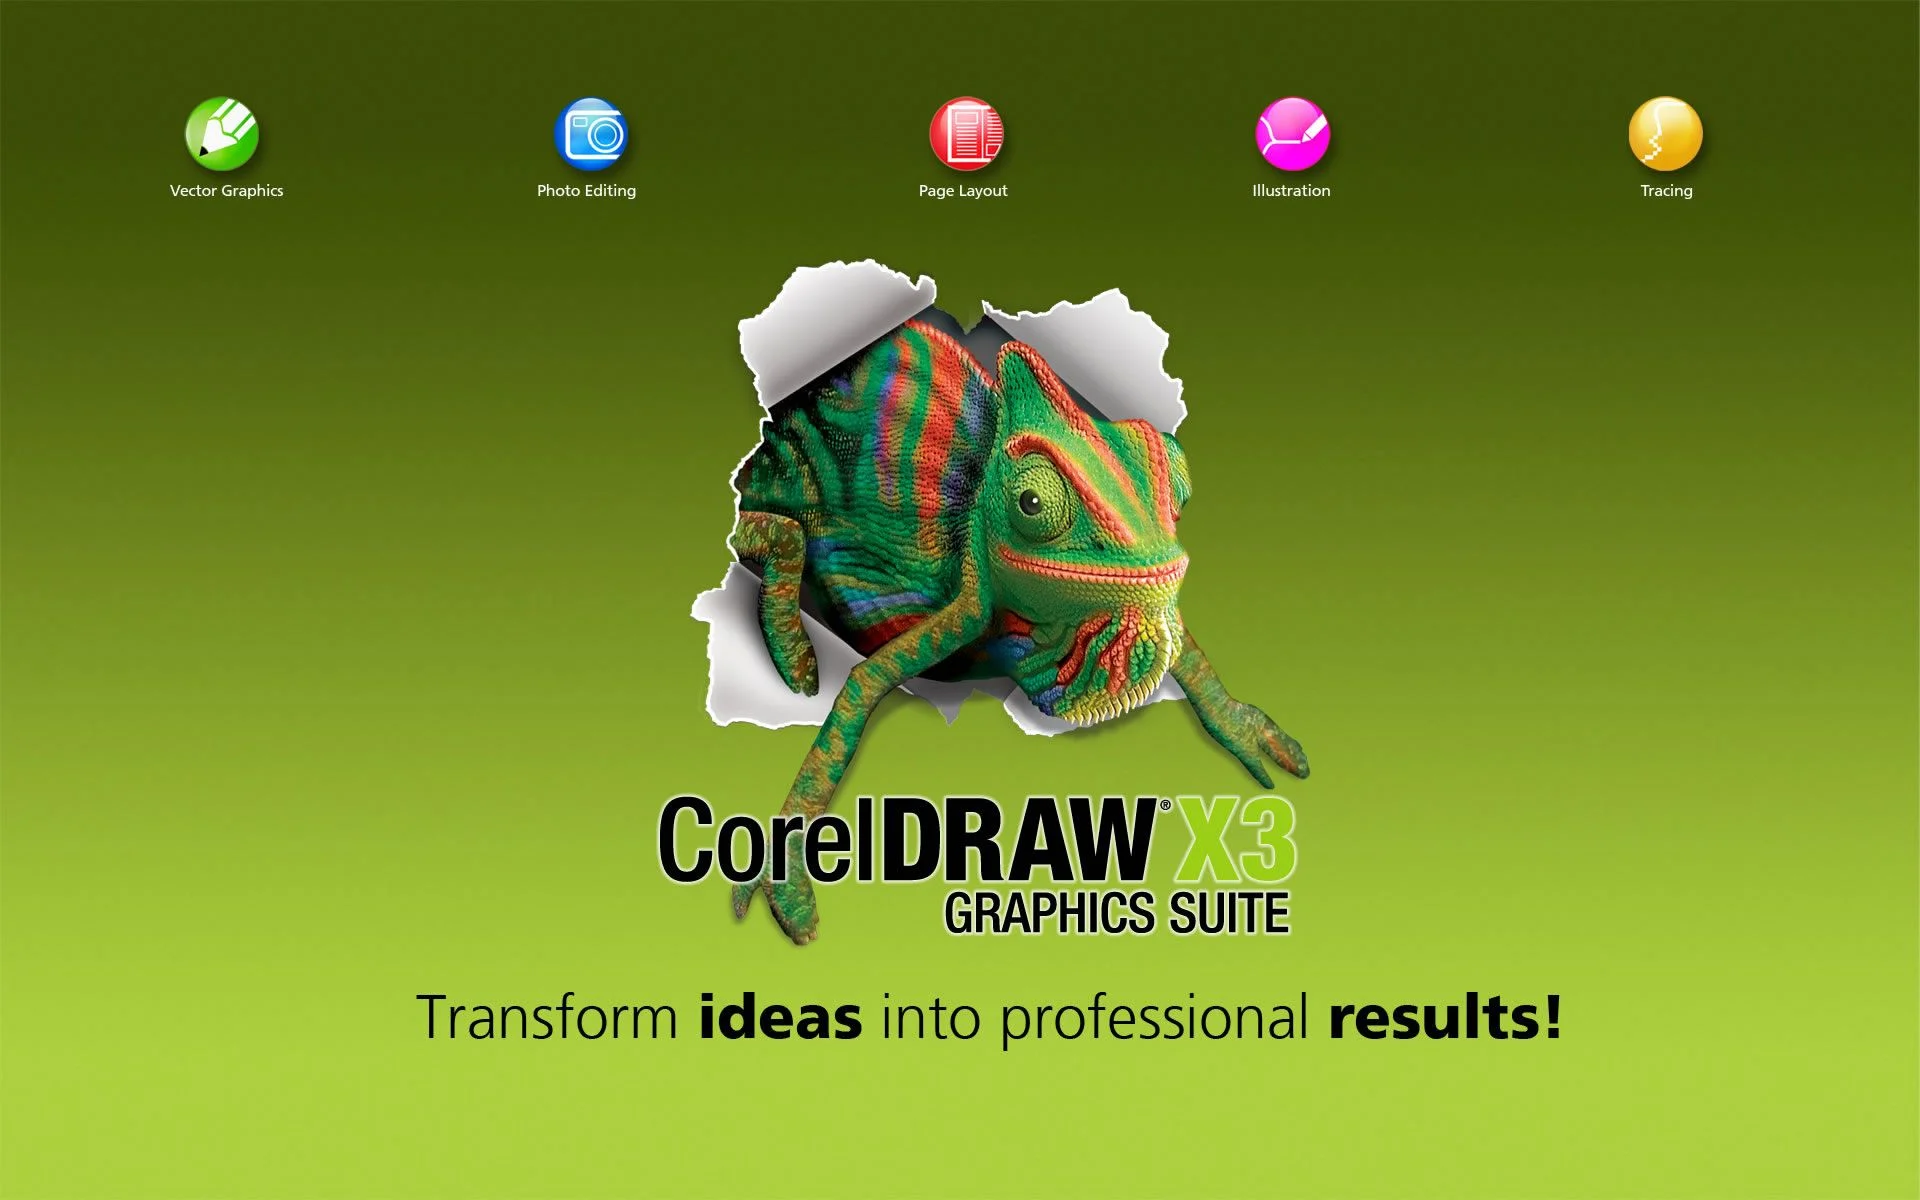 Vector Graphics
Photo Editing
Page Layout
Illustration
Tracing
CorelDRAW® X3
GRAPHICS SUITE
Transform ideas into professional results!